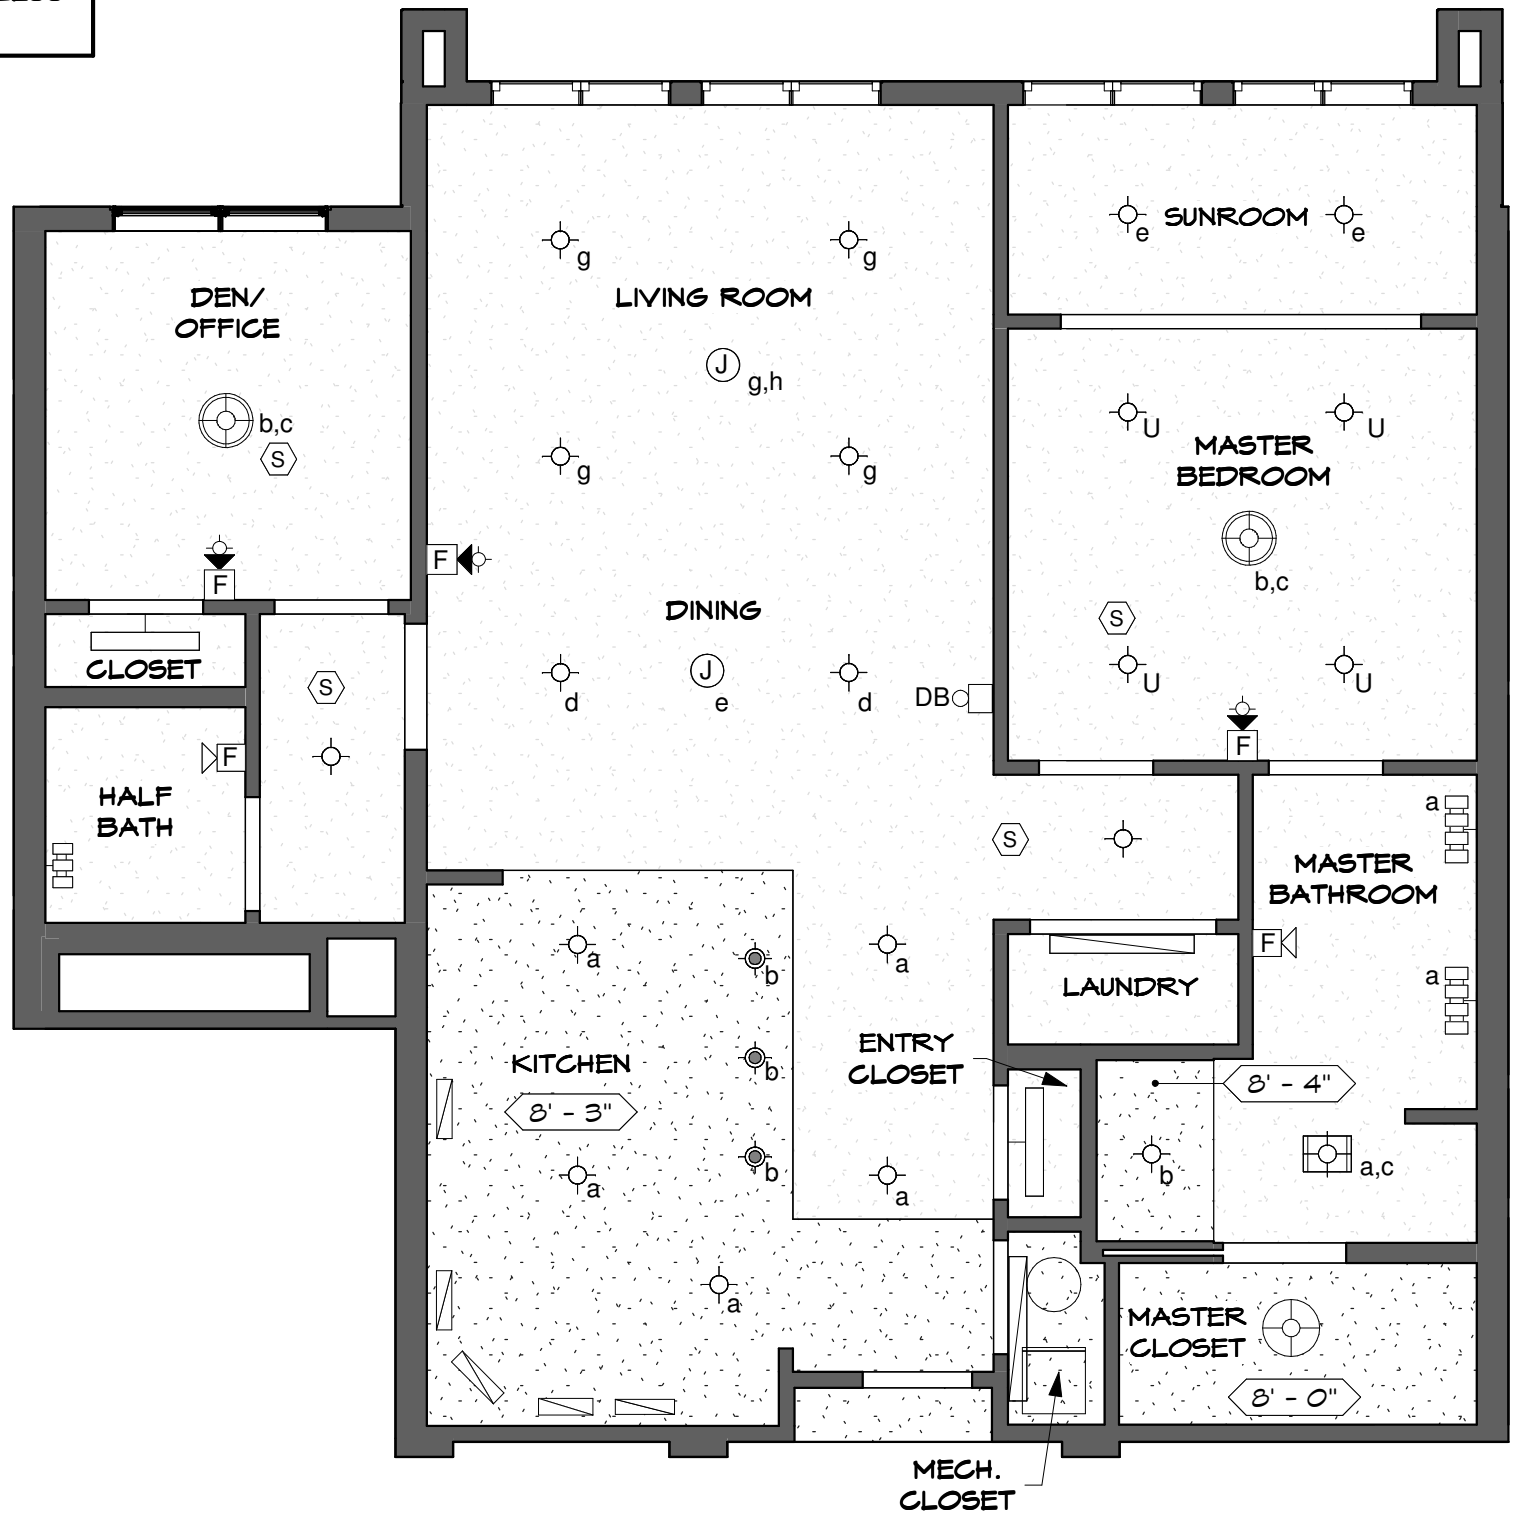 e
SUNROOM
e
g
g
DEN/
OFFICE
LIVING ROOM
J
g,h
b,c
S
U
U
MASTER
BEDROOM
g
g
b,c
F
F
DINING
S
CLOSET
S
J
d
e
d
DB
U
U
F
F
HALF
BATH
S
a
MASTER
BATHROOM
a
b
a
F
a
LAUNDRY
KITCHEN
b
ENTRY
CLOSET
8' - 3"
8' - 4"
a
b
a
b
a,c
a
MASTER
CLOSET
8' - 0"
MECH.
CLOSET